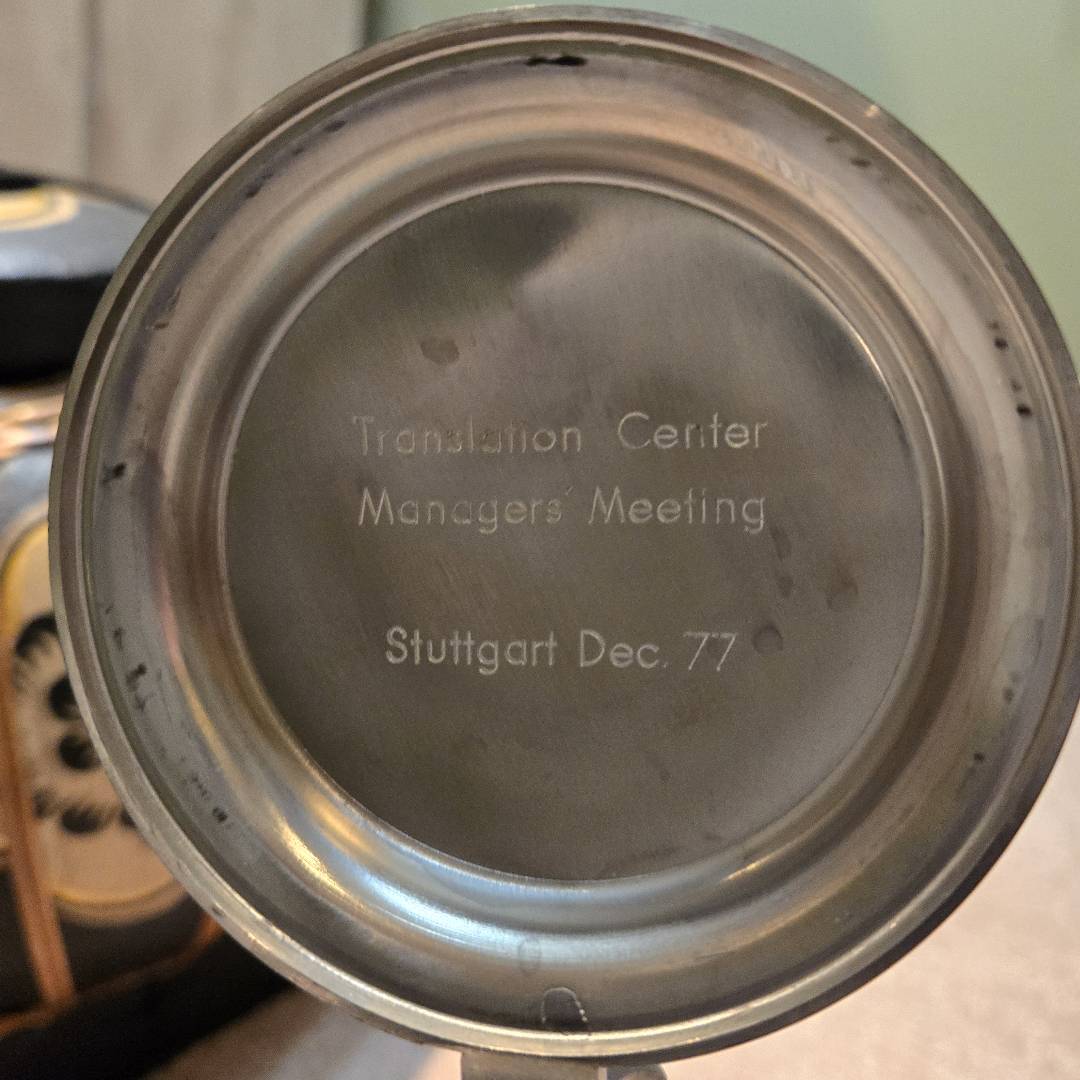 Translation Center
Managers' Meeting
Stuttgart Dec. 77